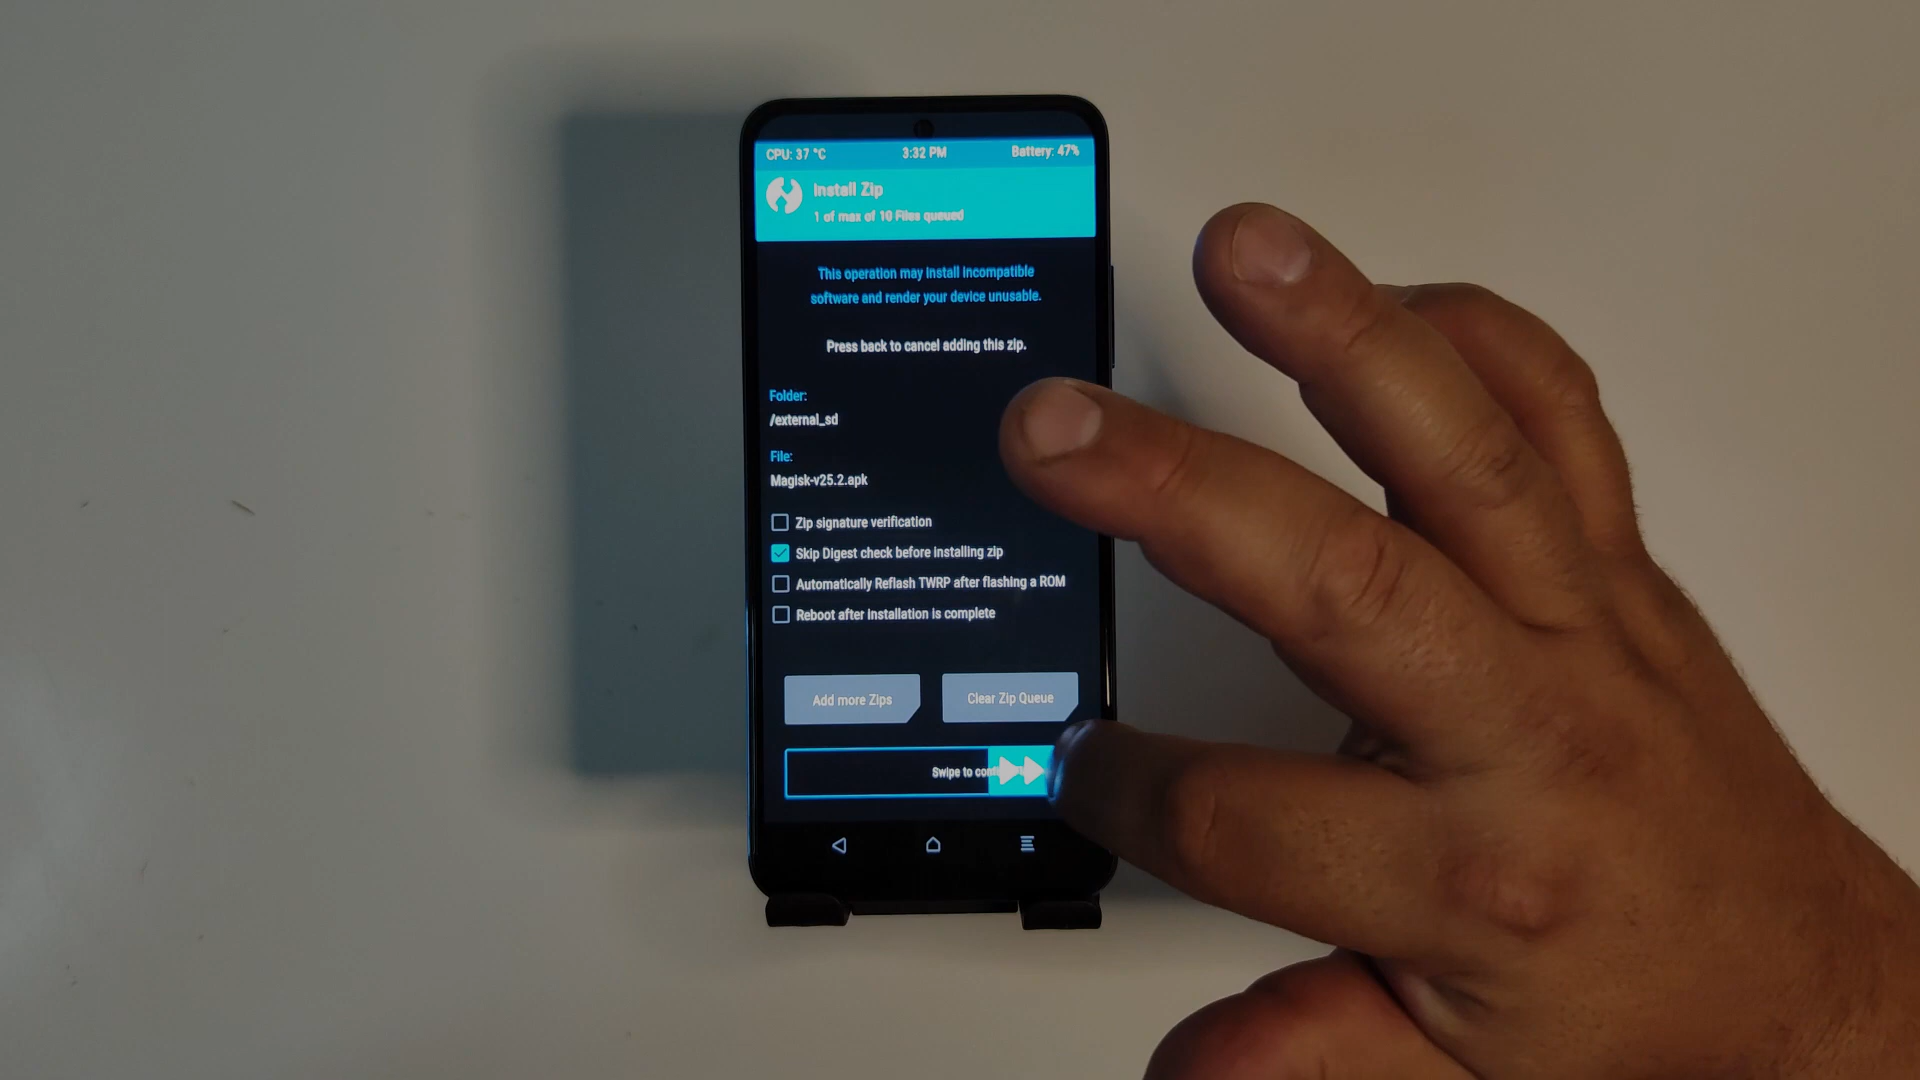 CPU: 37 °C
3:32 PM
Battery: 47%
Install Zip
1 of max of 10 Files queued
This operation may install incompatible
software and render your device unusable.
Press back to cancel adding this zip.
Folder:
/external_sd
File:
Magisk-v25.2.apk
Zip signature verification
Skip Digest check before installing zip
Automatically Reflash TWRP after flashing a ROM
Reboot after installation is complete
Add more Zips
Clear Zip Queue
Swipe to